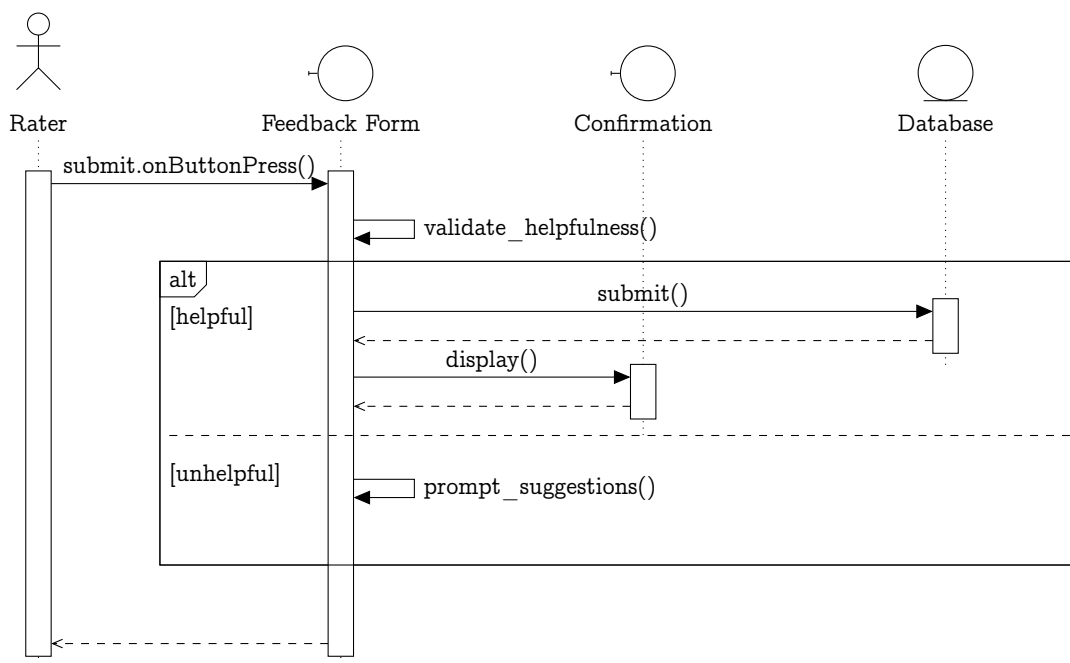 Rater
Feedback Form
Confirmation
Database
submit.onButtonPress()
validate_helpfulness()
alt
submit()
[helpful]
display()
[unhelpful]
prompt_suggestions()